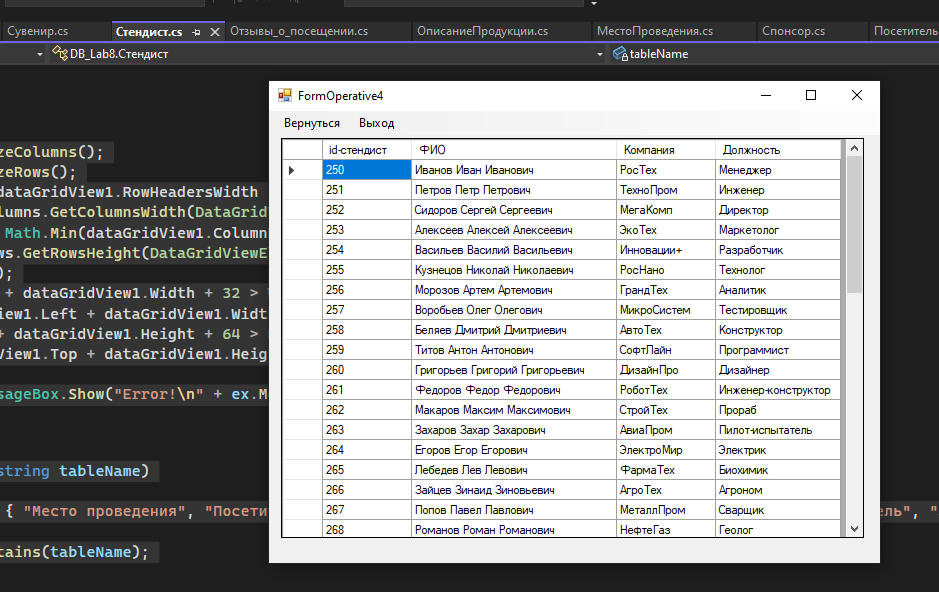 Сувенир.cs Стендист.cs Отзывы_о_посещении.cs ОписаниеПродукции.cs МестоПроведения.cs Спонсор.cs Посетитель
DB_Lab8.Стендист tableName
FormOperative4
Вернуться Выход
id-стендист ФИО Компания Должность
250 Иванов Иван Иванович РосТех Менеджер
251 Петров Петр Петрович ТехноПром Инженер
252 Сидоров Сергей Сергеевич МегаКомп Директор
253 Алексеев Алексей Алексеевич ЭкоТех Маркетолог
254 Васильев Василий Васильевич Инновации+ Разработчик
255 Кузнецов Николай Николаевич РосНано Технолог
256 Морозов Артем Артемович ГрандТех Аналитик
257 Воробьев Олег Олегович МикроСистем Тестировщик
258 Беляев Дмитрий Дмитриевич АвтоТех Конструктор
259 Титов Антон Антонович СофтЛайн Программист
260 Григорьев Григорий Григорьевич ДизайнПро Дизайнер
261 Федоров Федор Федорович РоботТех Инженер-конструктор
262 Макаров Максим Максимович СтройТех Прораб
263 Захаров Захар Захарович АвиаПром Пилот-испытатель
264 Егоров Егор Егорович ЭлектроМир Электрик
265 Лебедев Лев Левович ФармаТех Биохимик
266 Зайцев Зинаид Зиновьевич АгроТех Агроном
267 Попов Павел Павлович МеталлПром Сварщик
268 Романов Роман Романович НефтеГаз Геолог
zeColumns();
zeRows();
dataGridView1.RowHeadersWidth
lumns.GetColumnsWidth(DataGrid
Math.Min(dataGridView1.Column
ws.GetRowsHeight(DataGridViewE
);
+ dataGridView1.Width + 32 >
iew1.Left + dataGridView1.Widt
+ dataGridView1.Height + 64 >
View1.Top + dataGridView1.Heig
sageBox.Show("Error!\n" + ex.M
string tableName)
{ "Место проведения", "Посети ель", "
tains(tableName);